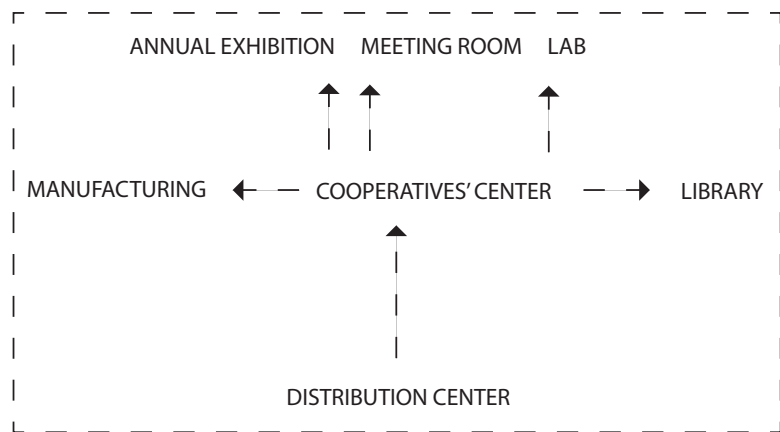 ANNUAL EXHIBITION MEETING ROOM LAB
MANUFACTURING COOPERATIVES' CENTER LIBRARY
DISTRIBUTION CENTER